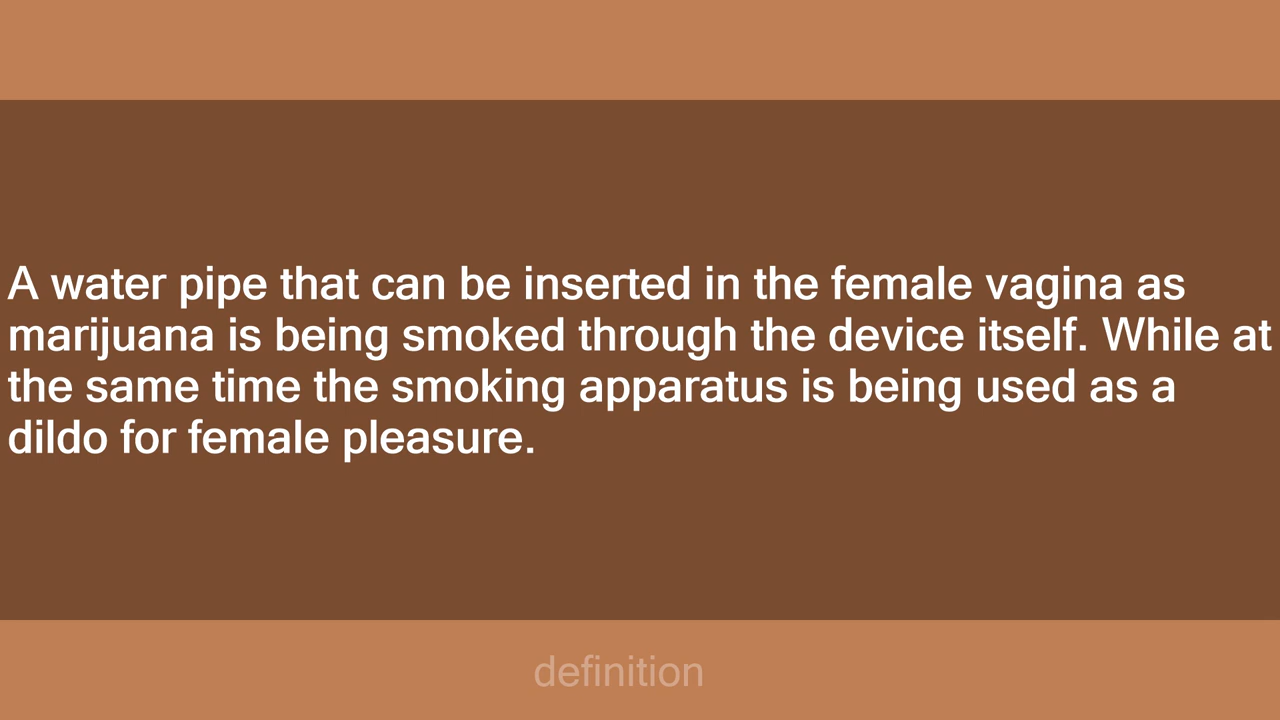 A water pipe that can be inserted in the female vagina as
marijuana is being smoked through the device itself. While at
the same time the smoking apparatus is being used as a
dildo for female pleasure.
definition